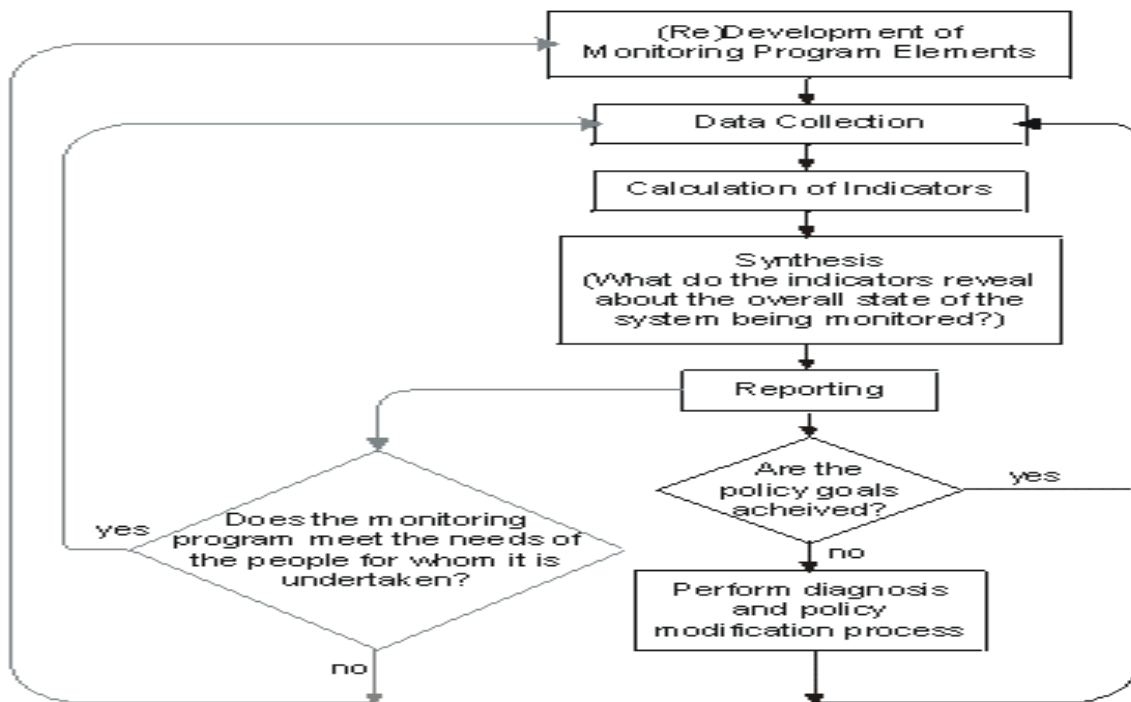 (Re)Development of
Monitoring Program Elements
Data Collection
Calculation of Indicators
Synthesis
(What do the indicators reveal
about the overall state of the
system being monitored?)
Reporting
Are the
policy goals
acheived?
yes
no
Perform diagnosis
and policy
modification process
yes
Does the monitoring
program meet the needs of
the people for whom it is
undertaken?
no